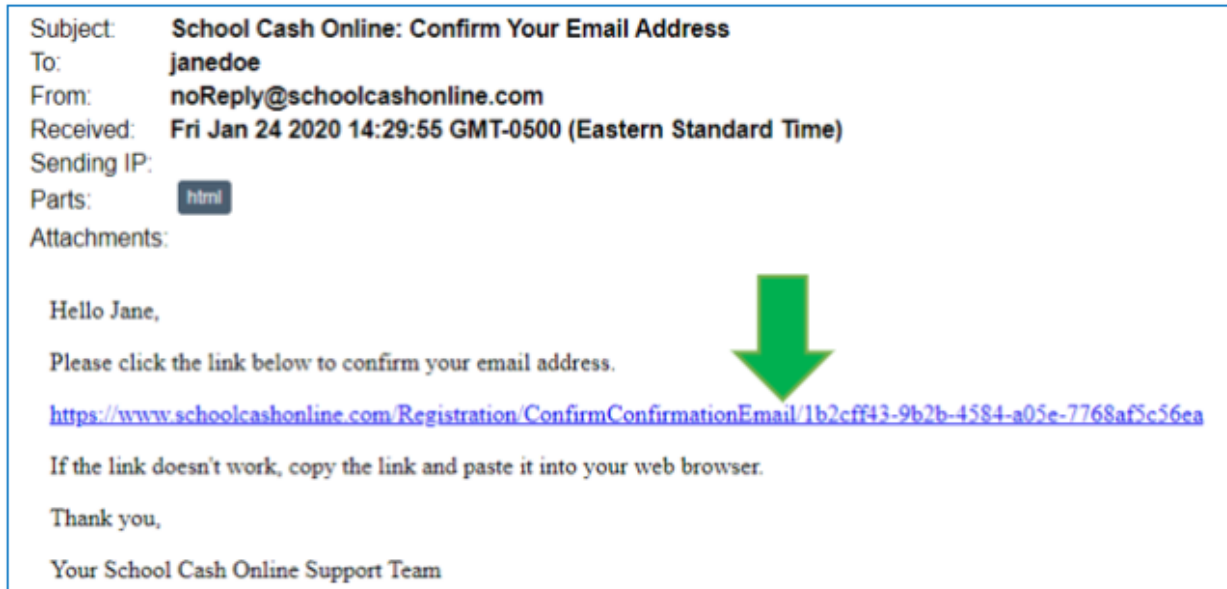 Subject: School Cash Online: Confirm Your Email Address
To: janedoe
From: noReply@schoolcashonline.com
Received: Fri Jan 24 2020 14:29:55 GMT-0500 (Eastern Standard Time)
Sending IP:
Parts: html
Attachments:
Hello Jane,
Please click the link below to confirm your email address.
https://www.schoolcashonline.com/Registration/ConfirmConfirmationEmail/1b2cff43-9b2b-4584-a05e-7768af5c56ea
If the link doesn't work, copy the link and paste it into your web browser.
Thank you,
Your School Cash Online Support Team